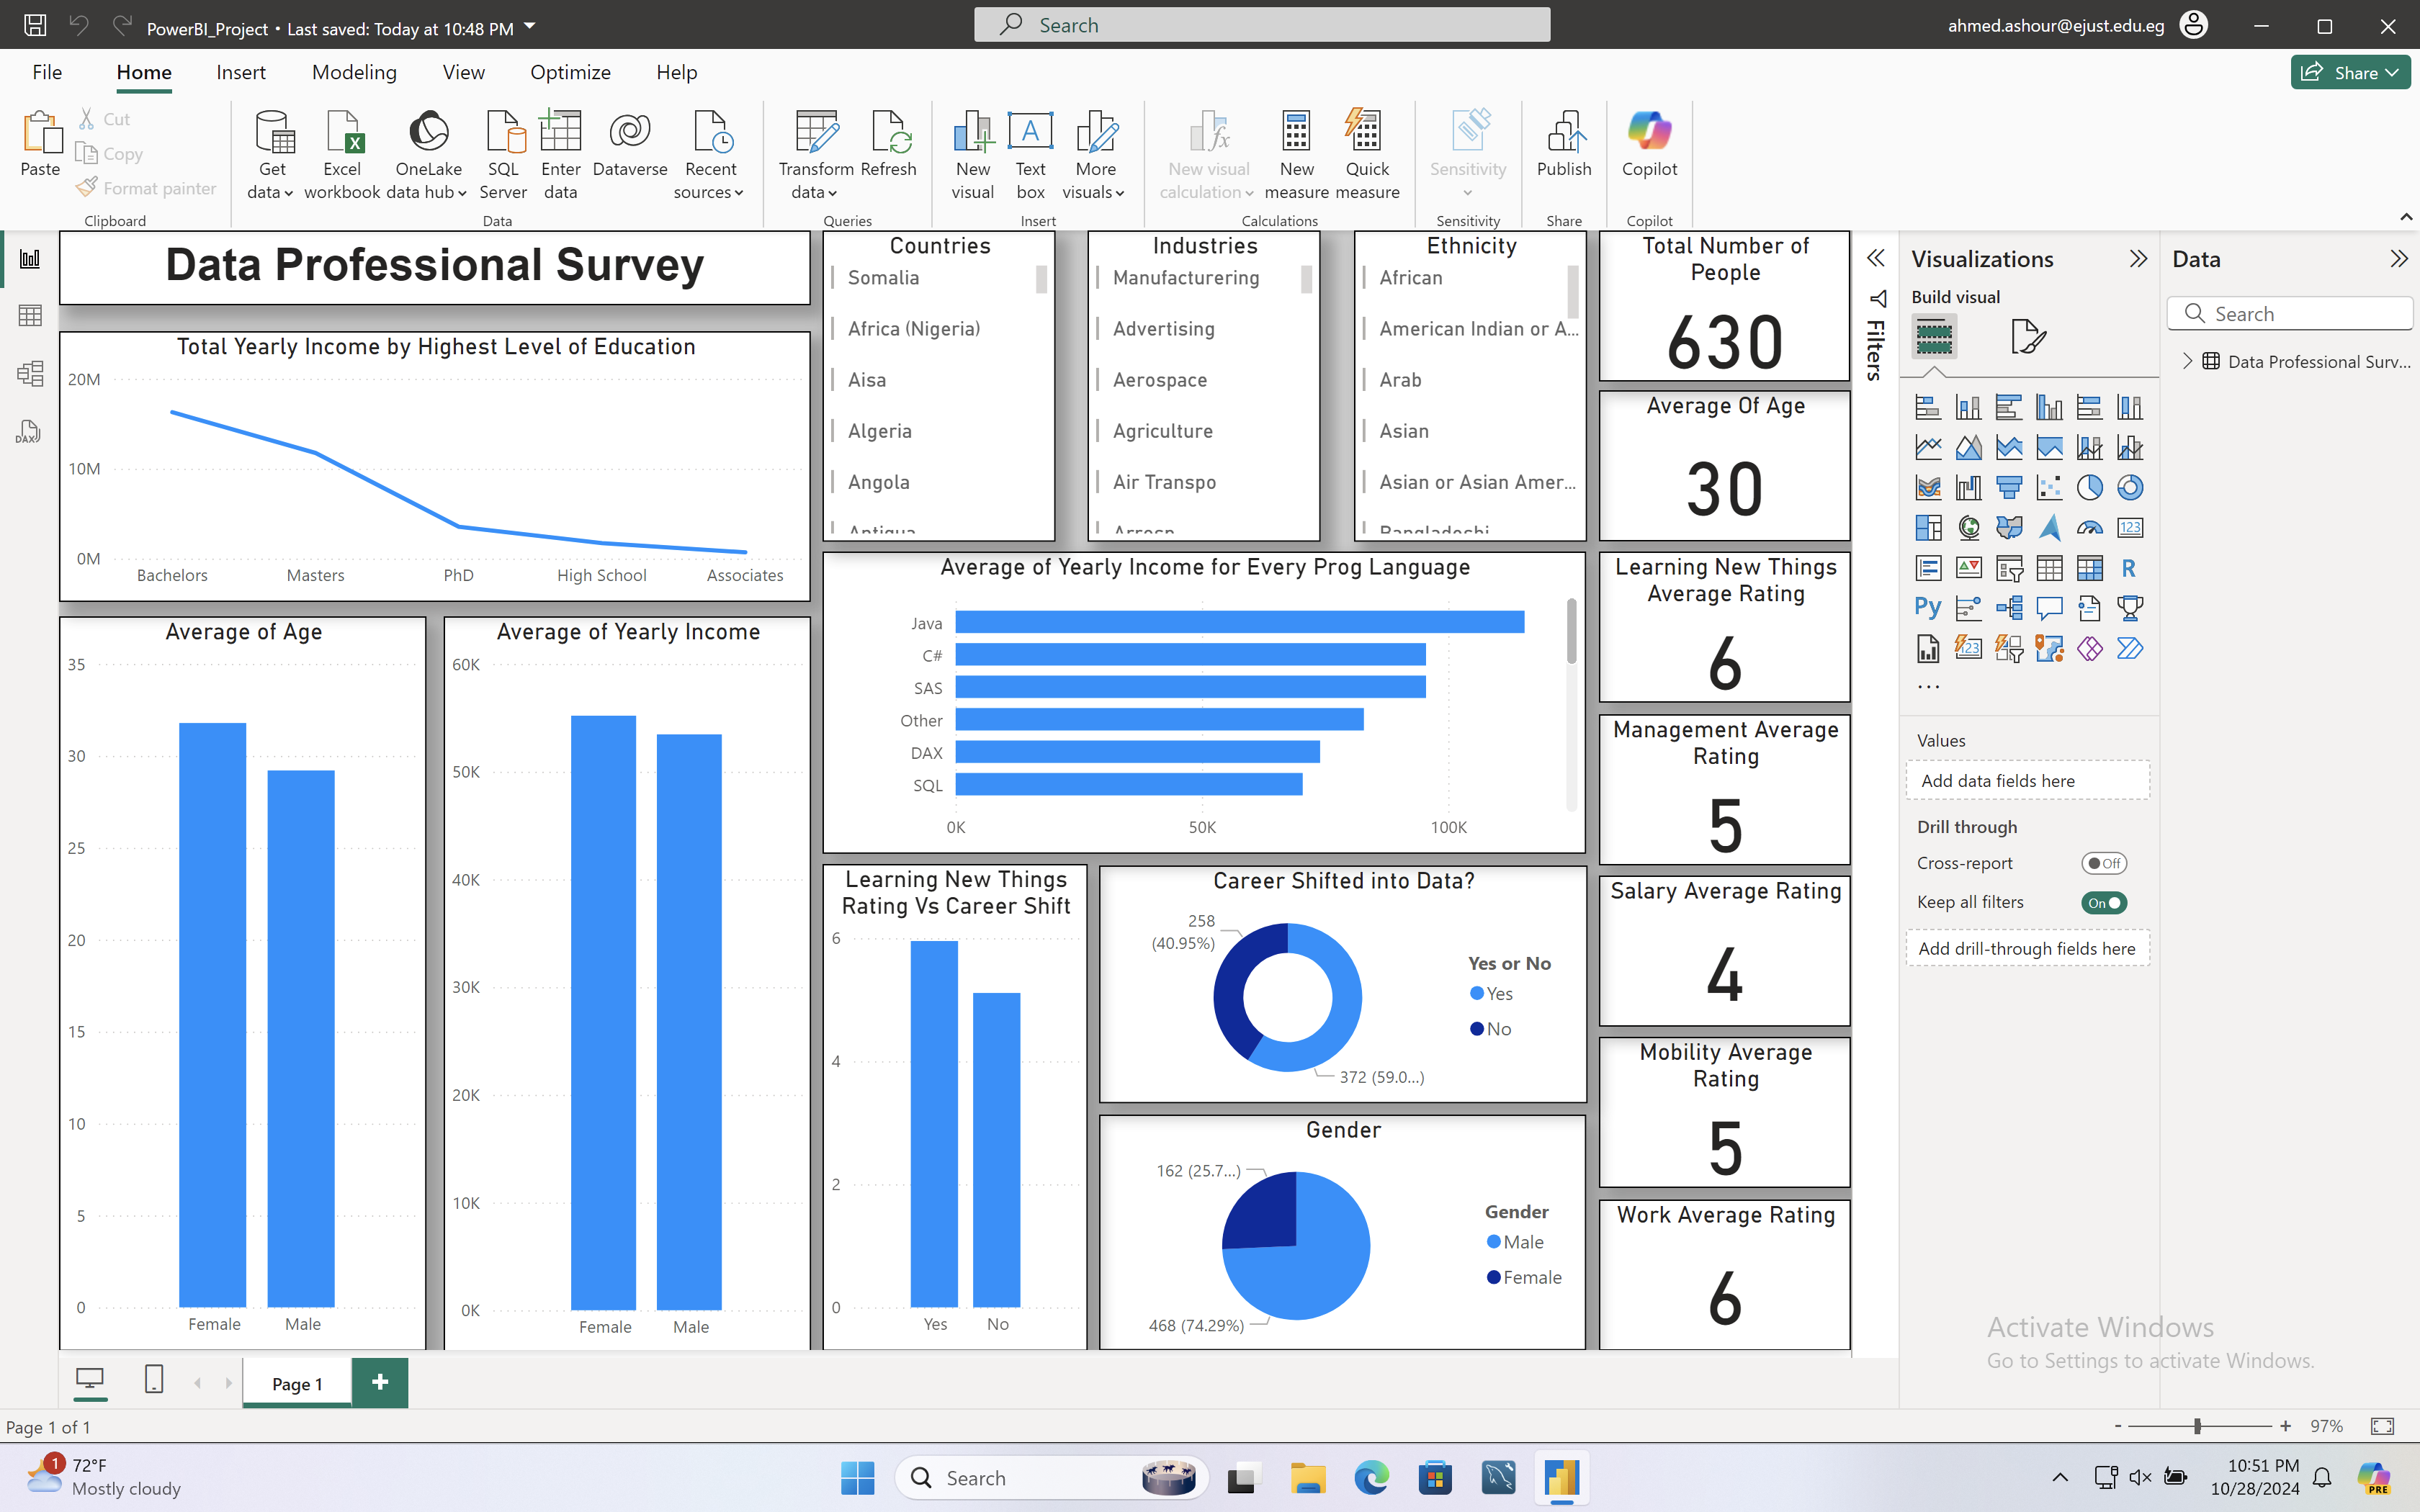 PowerBI_Project • Last saved: Today at 10:48 PM
Search
ahmed.ashour@ejust.edu.eg
File
Home
Insert
Modeling
View
Optimize
Help
Share
Paste
Cut
Copy
Format painter
Clipboard
Get
data
Excel
workbook
OneLake
data hub
SQL
Server
Enter
data
Dataverse
Recent
sources
Data
Transform
data
Refresh
Queries
New
visual
Text
box
More
visuals
Insert
New visual
calculation
New
measure
Quick
measure
Calculations
Sensitivity
Sensitivity
Publish
Share
Copilot
Copilot
Data Professional Survey
Total Yearly Income by Highest Level of Education
20M
10M
0M
Bachelors
Masters
PhD
High School
Associates
Average of Age
35
30
25
20
15
10
5
0
Female
Male
Average of Yearly Income
60K
50K
40K
30K
20K
10K
0K
Female
Male
Countries
Somalia
Africa (Nigeria)
Aisa
Algeria
Angola
Industries
Manufacturering
Advertising
Aerospace
Agriculture
Air Transpo
Ethnicity
African
American Indian or A...
Arab
Asian
Asian or Asian Amer...
Average of Yearly Income for Every Prog Language
Java
C#
SAS
Other
DAX
SQL
0K
50K
100K
Learning New Things
Rating Vs Career Shift
6
4
2
0
Yes
No
Career Shifted into Data?
258
(40.95%)
372 (59.0...)
Yes or No
Yes
No
Gender
162 (25.7...)
468 (74.29%)
Gender
Male
Female
Total Number of
People
630
Average Of Age
30
Learning New Things
Average Rating
6
Management Average
Rating
5
Salary Average Rating
4
Mobility Average
Rating
5
Work Average Rating
6
Filters
Visualizations
Build visual
123
R
Py
123
...
Values
Add data fields here
Drill through
Cross-report
Off
Keep all filters
On
Add drill-through fields here
Data
Search
Data Professional Surv...
DAX
Activate Windows
Go to Settings to activate Windows.
Page 1
Page 1 of 1
97%
1
72°F
Mostly cloudy
Search
10:51 PM
10/28/2024
PRE